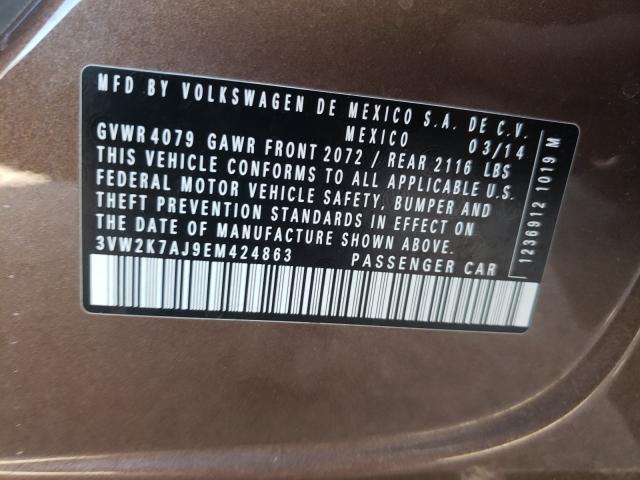 MFD BY VOLKSWAGEN DE MEXICO S.A. DE C.V.
MEXICO 03/14
GVWR 4079 GAWR FRONT 2072 / REAR 2116 LBS
THIS VEHICLE CONFORMS TO ALL APPLICABLE U.S.
FEDERAL MOTOR VEHICLE SAFETY, BUMPER AND
THEFT PREVENTION STANDARDS IN EFFECT ON
THE DATE OF MANUFACTURE SHOWN ABOVE.
3VW2K7AJ9EM424863 PASSENGER CAR
1236912 1019 M